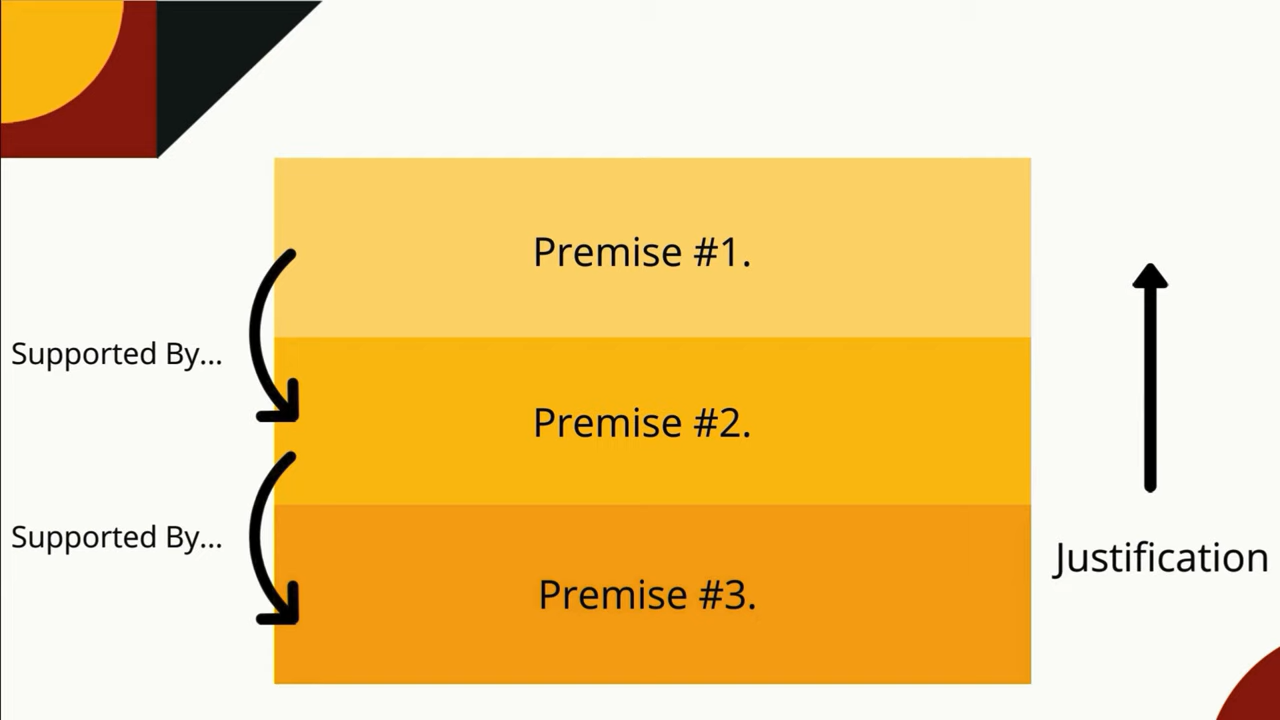 Premise #1.
Supported By...
Premise #2.
Supported By...
Premise #3.
Justification